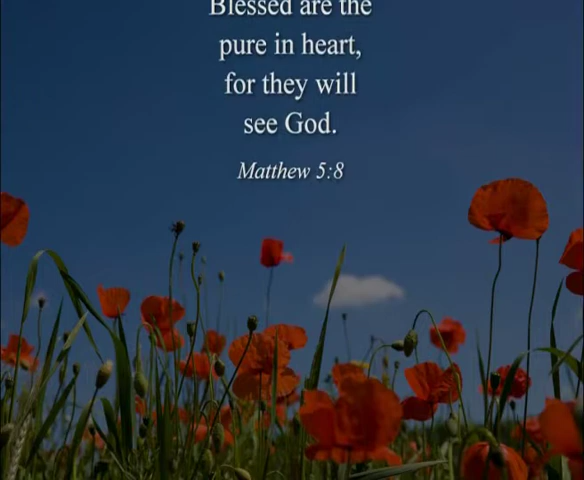 Blessed are the
pure in heart,
for they will
see God.
Matthew 5:8